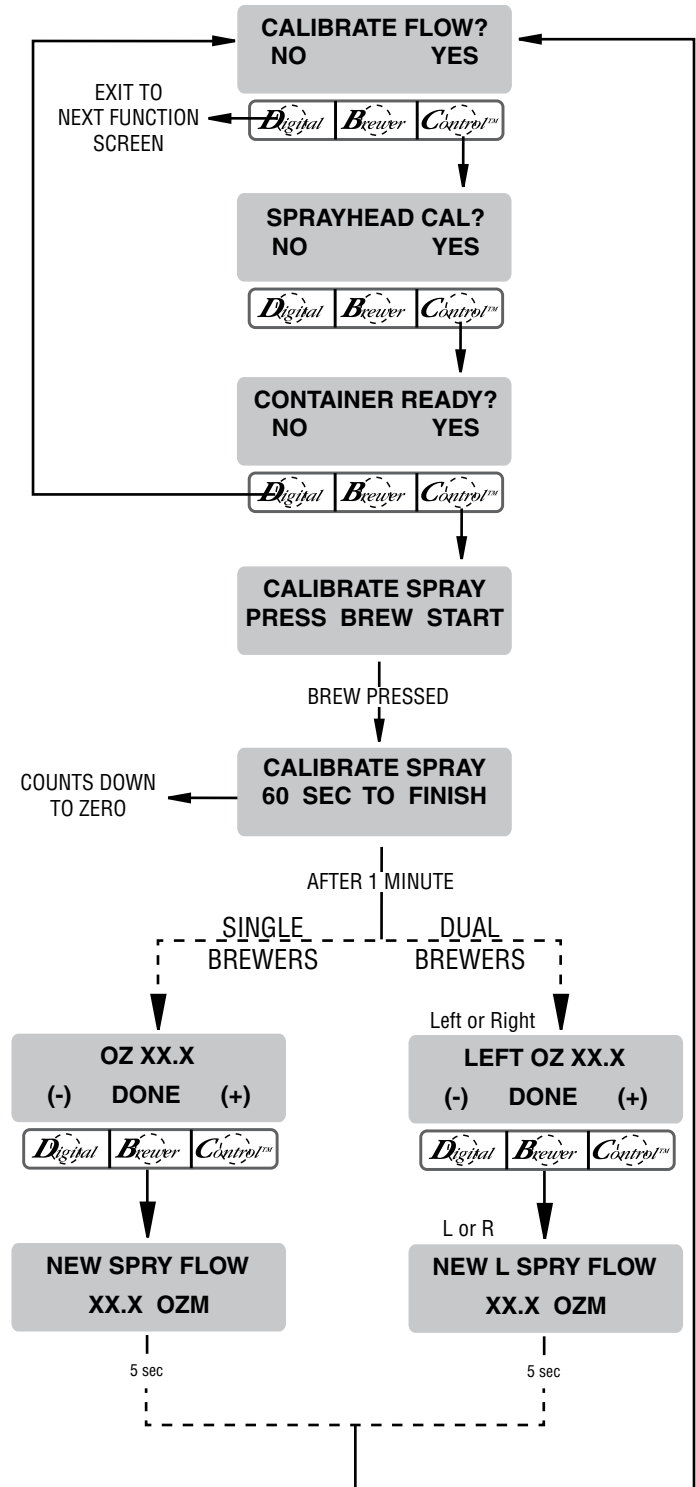 CALIBRATE FLOW?
NO YES
EXIT TO
NEXT FUNCTION
SCREEN
Digital Brewer Control™
SPRAYHEAD CAL?
NO YES
Digital Brewer Control™
CONTAINER READY?
NO YES
Digital Brewer Control™
CALIBRATE SPRAY
PRESS BREW START
BREW PRESSED
CALIBRATE SPRAY
60 SEC TO FINISH
COUNTS DOWN
TO ZERO
AFTER 1 MINUTE
SINGLE
BREWERS
DUAL
BREWERS
OZ XX.X
(-) DONE (+)
Digital Brewer Control™
NEW SPRY FLOW
XX.X OZM
5 sec
Left or Right
LEFT OZ XX.X
(-) DONE (+)
Digital Brewer Control™
L or R
NEW L SPRY FLOW
XX.X OZM
5 sec